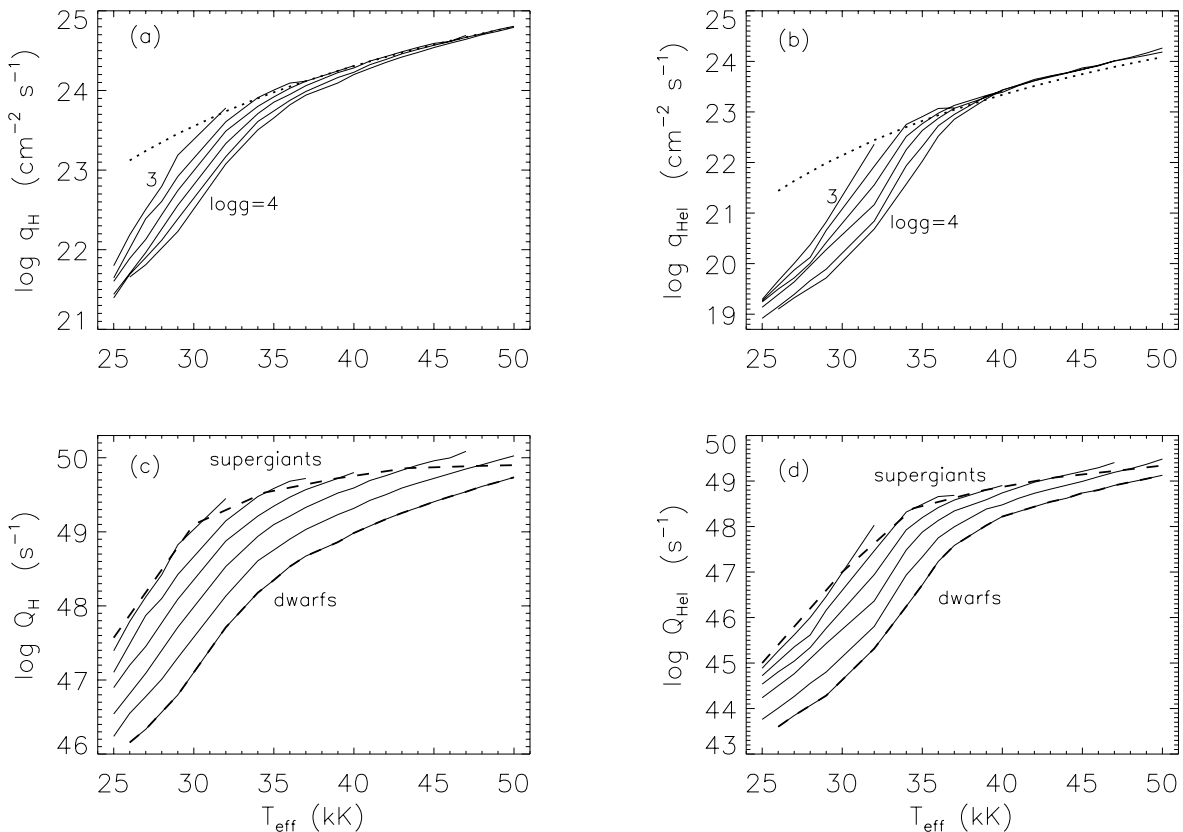 (a)
25
24
23
22
21
log q_H (cm⁻² s⁻¹)
3
logg=4
25 30 35 40 45 50
(b)
25
24
23
22
21
20
19
log q_HeI (cm⁻² s⁻¹)
3
logg=4
25 30 35 40 45 50
(c)
50
49
48
47
46
log Q_H (s⁻¹)
supergiants
dwarfs
25 30 35 40 45 50
T_eff (kK)
(d)
50
49
48
47
46
45
44
43
log Q_HeI (s⁻¹)
supergiants
dwarfs
25 30 35 40 45 50
T_eff (kK)